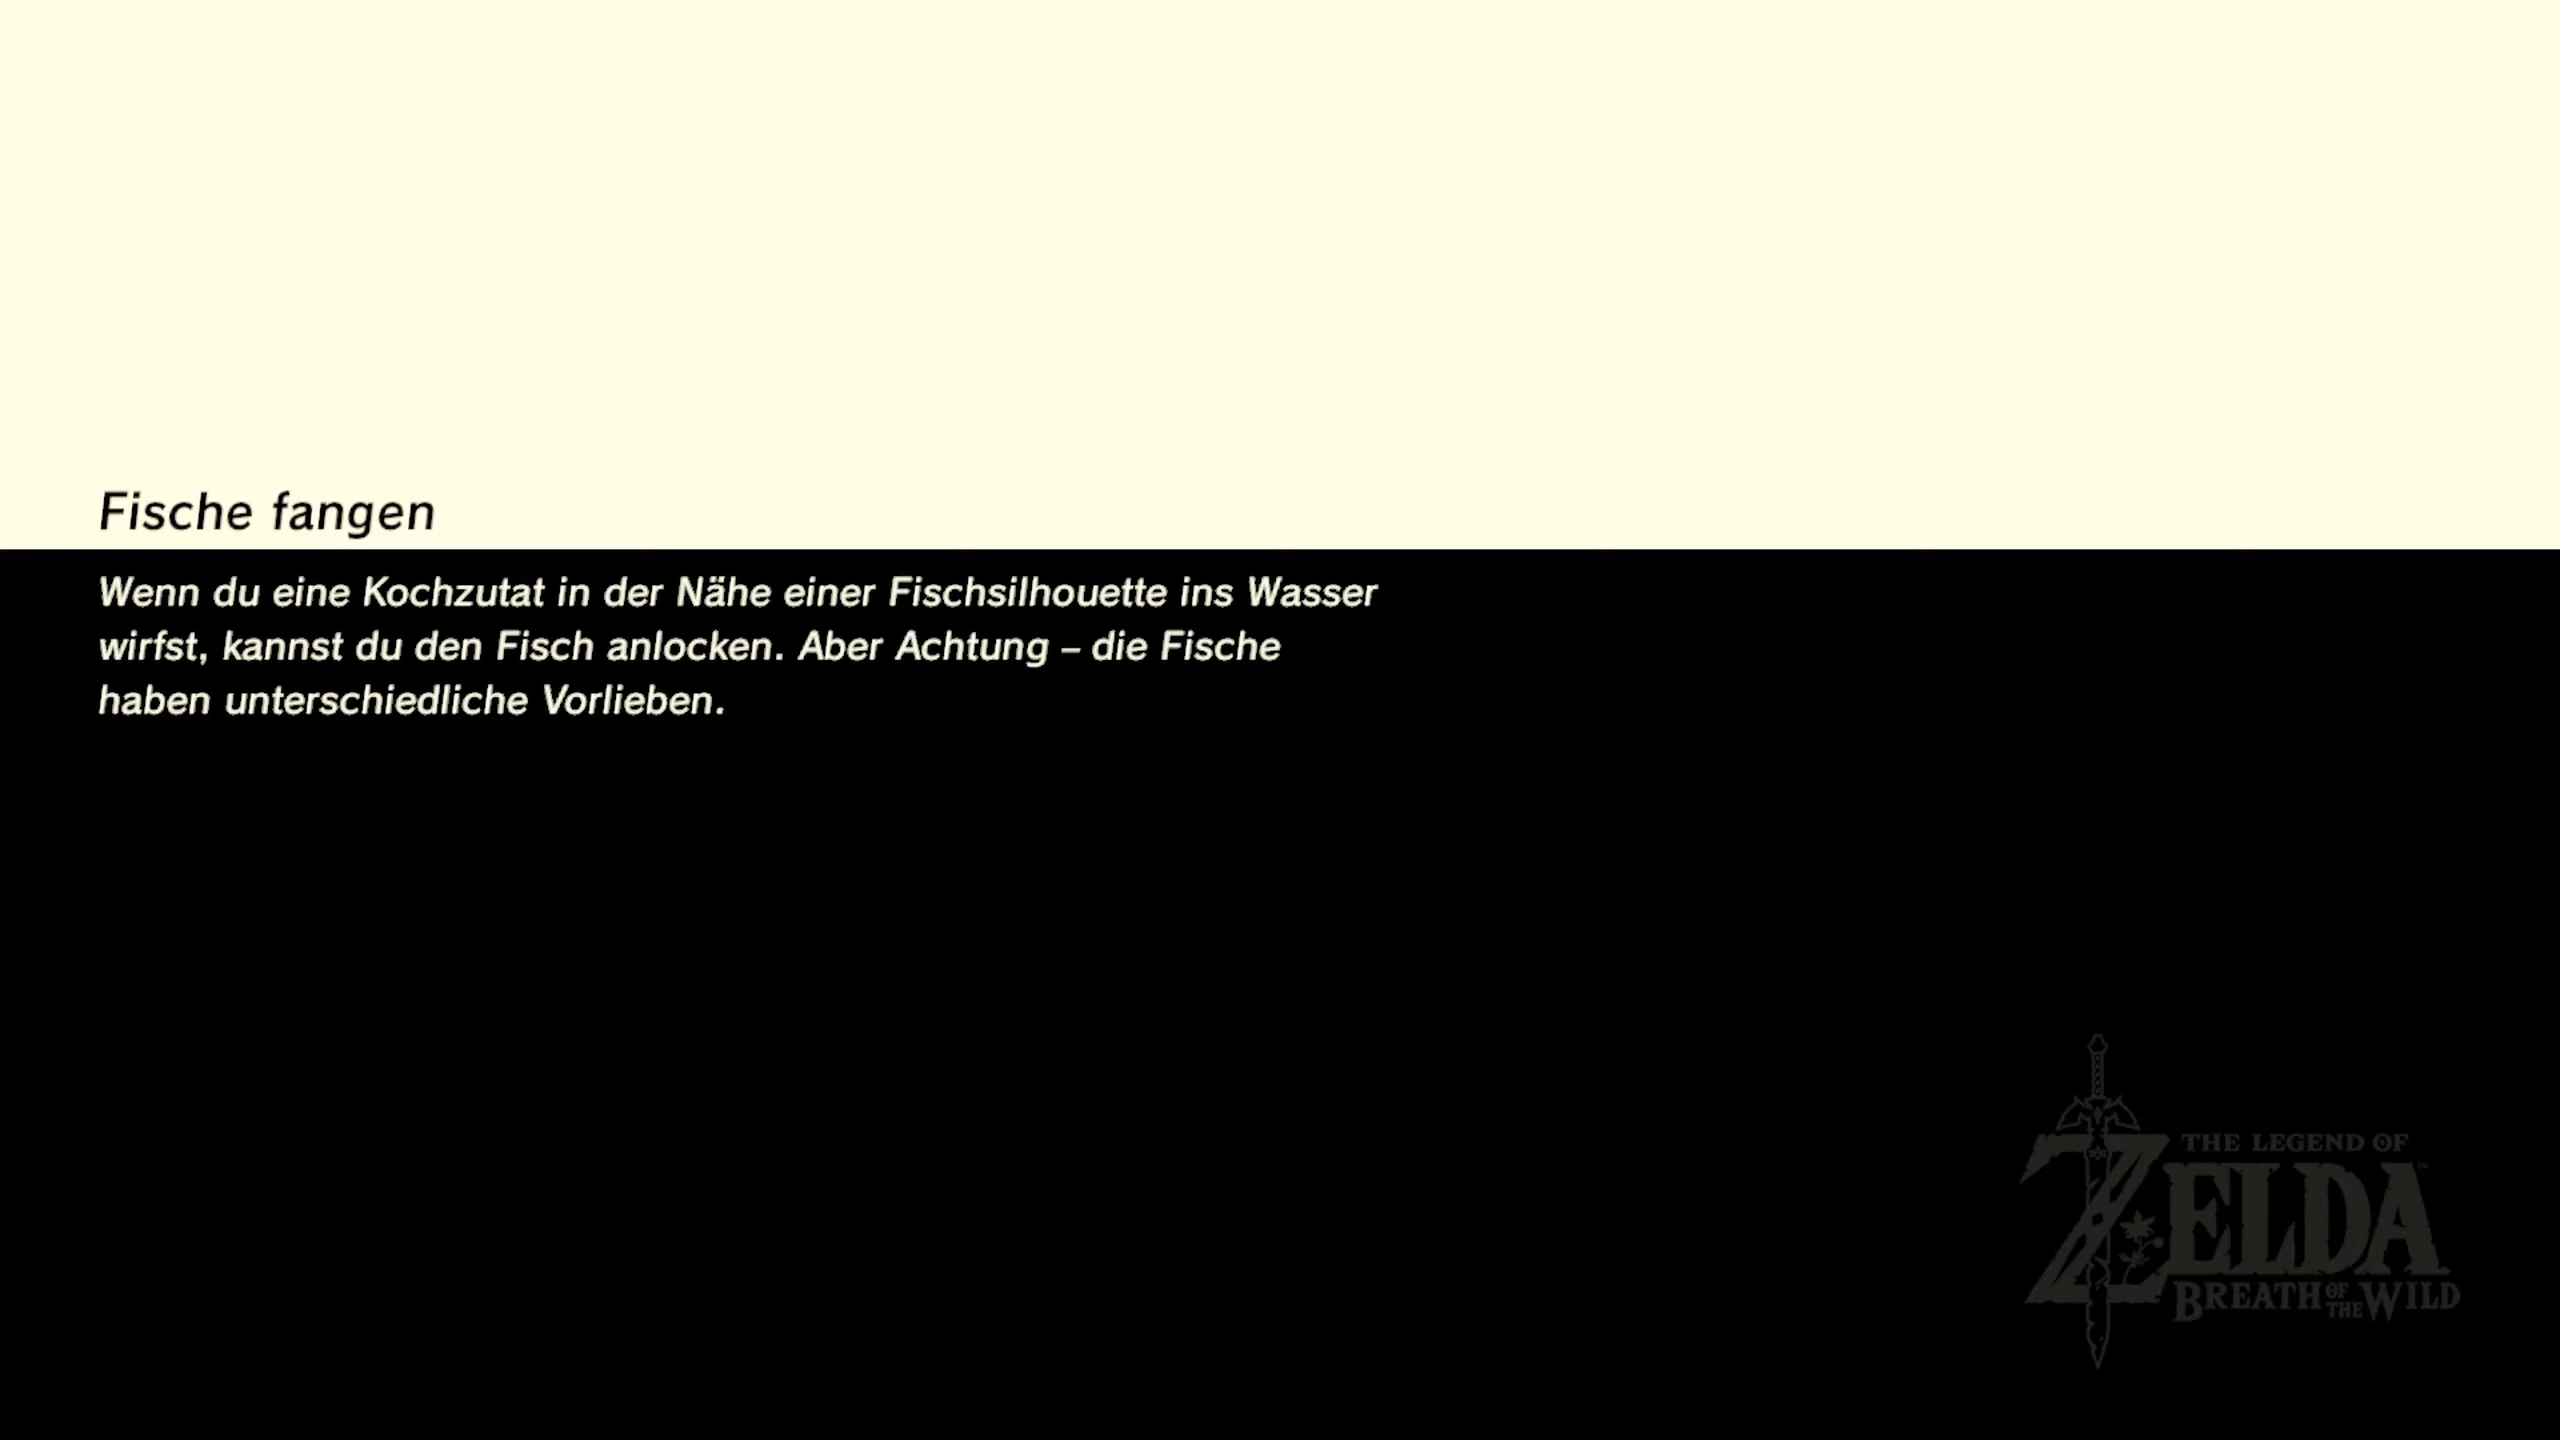 Fische fangen
Wenn du eine Kochzutat in der Nähe einer Fischsilhouette ins Wasser
wirfst, kannst du den Fisch anlocken. Aber Achtung – die Fische
haben unterschiedliche Vorlieben.
THE LEGEND OF
ZELDA™
BREATH OF THE WILD